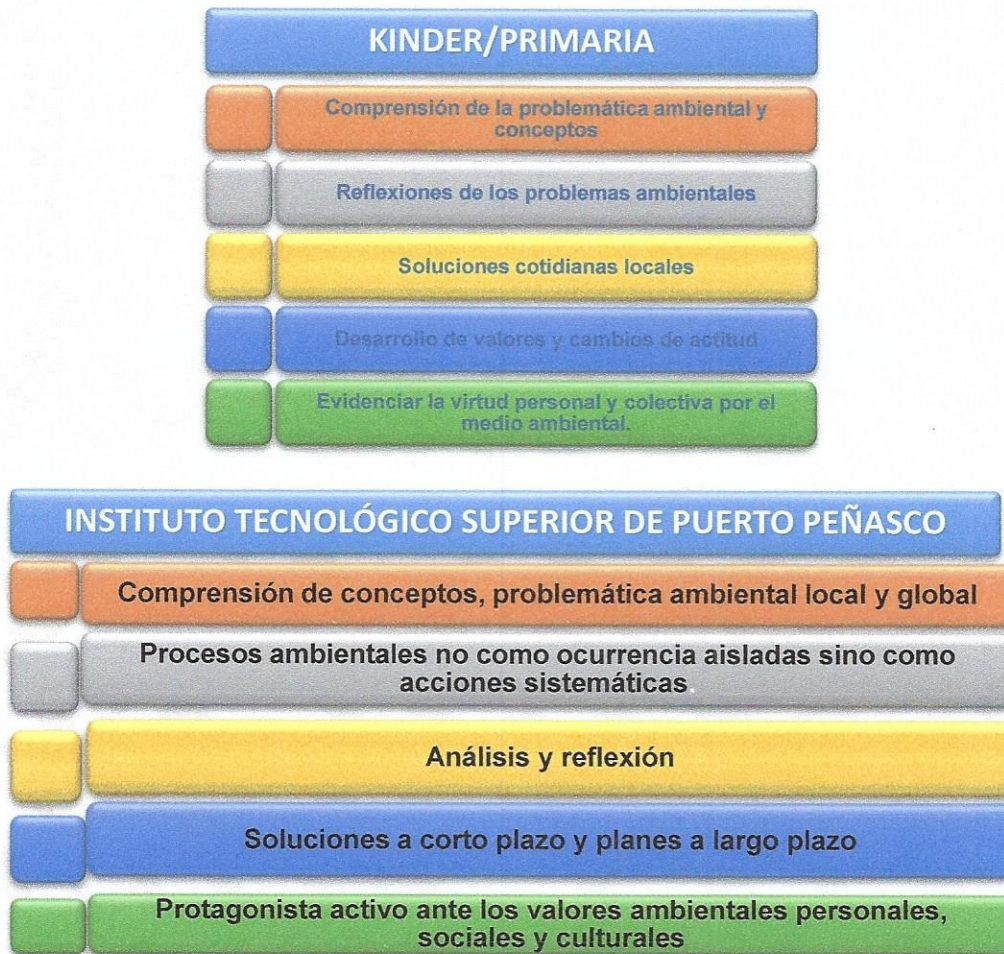 KINDER/PRIMARIA
Comprensión de la problemática ambiental y
conceptos
Reflexiones de los problemas ambientales
Soluciones cotidianas locales
Desarrollo de valores y cambios de actitud
Evidenciar la virtud personal y colectiva por el
medio ambiental.
INSTITUTO TECNOLÓGICO SUPERIOR DE PUERTO PEÑASCO
Comprensión de conceptos, problemática ambiental local y global
Procesos ambientales no como ocurrencia aisladas sino como
acciones sistemáticas.
Análisis y reflexión
Soluciones a corto plazo y planes a largo plazo
Protagonista activo ante los valores ambientales personales,
sociales y culturales